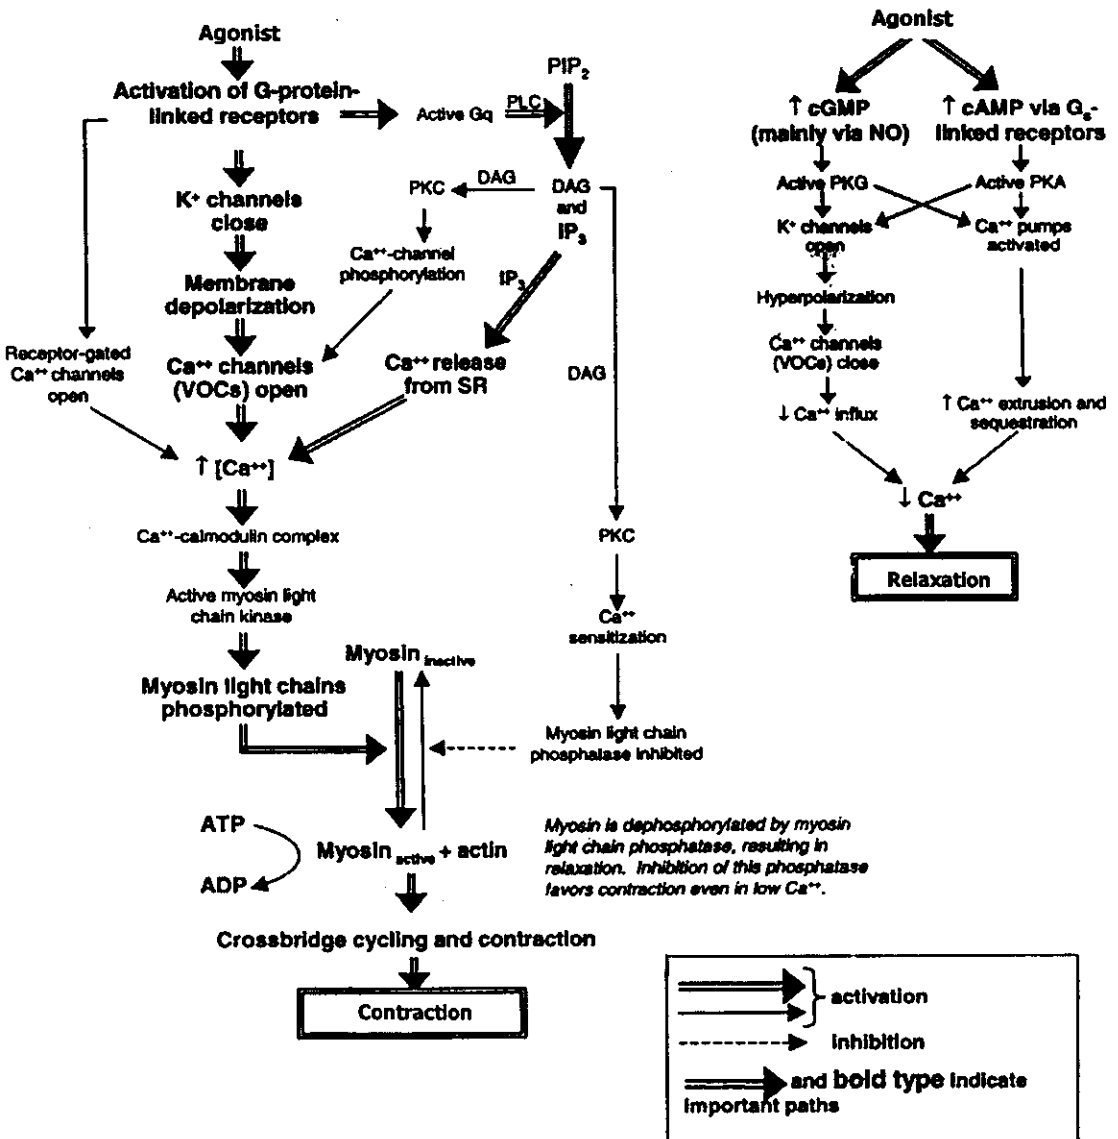 Agonist
Activation of G-protein-
linked receptors
Active Gq
PLC
PIP₂
K⁺ channels
close
PKC
DAG
DAG
and
IP₃
Ca⁺⁺-channel
phosphorylation
IP₃
Membrane
depolarization
Receptor-gated
Ca⁺⁺ channels
open
Ca⁺⁺ channels
(VOCs) open
Ca⁺⁺ release
from SR
DAG
↑ [Ca⁺⁺]
Ca⁺⁺-calmodulin complex
PKC
Active myosin light
chain kinase
Ca⁺⁺
sensitization
Myosin inactive
Myosin light chains
phosphorylated
Myosin light chain
phosphatase inhibited
ATP
ADP
Myosin active + actin
Myosin is dephosphorylated by myosin
light chain phosphatase, resulting in
relaxation. Inhibition of this phosphatase
favors contraction even in low Ca⁺⁺.
Crossbridge cycling and contraction
Contraction
Agonist
↑ cGMP
(mainly via NO)
↑ cAMP via Gₛ-
linked receptors
Active PKG
Active PKA
K⁺ channels
open
Ca⁺⁺ pumps
activated
Hyperpolarization
Ca⁺⁺ channels
(VOCs) close
↓ Ca⁺⁺ influx
↑ Ca⁺⁺ extrusion and
sequestration
↓ Ca⁺⁺
Relaxation
activation
inhibition
and bold type indicate
important paths